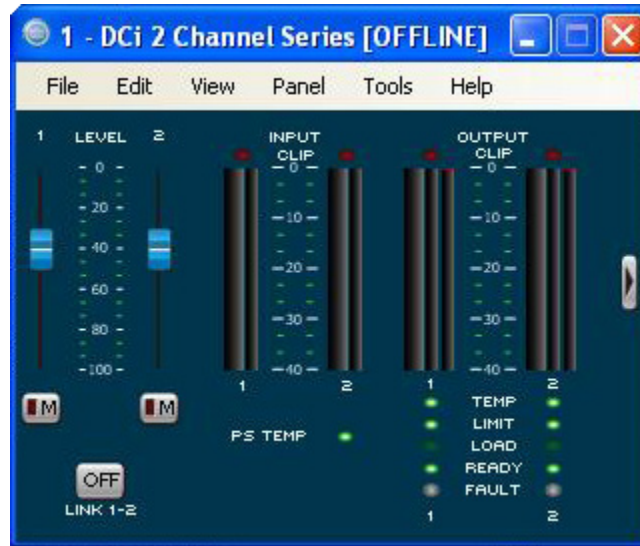 1 - DCi 2 Channel Series [OFFLINE]
File Edit View Panel Tools Help
1 LEVEL 2
INPUT CLIP
OUTPUT CLIP
- 0 -
- 20 -
- 40 -
- 60 -
- 80 -
-100-
M M
OFF
LINK 1-2
-0-
-10-
-20-
-30-
-40-
1 2
PS TEMP
-0-
-10-
-20-
-30-
-40-
1 2
TEMP
LIMIT
LOAD
READY
FAULT
1 2